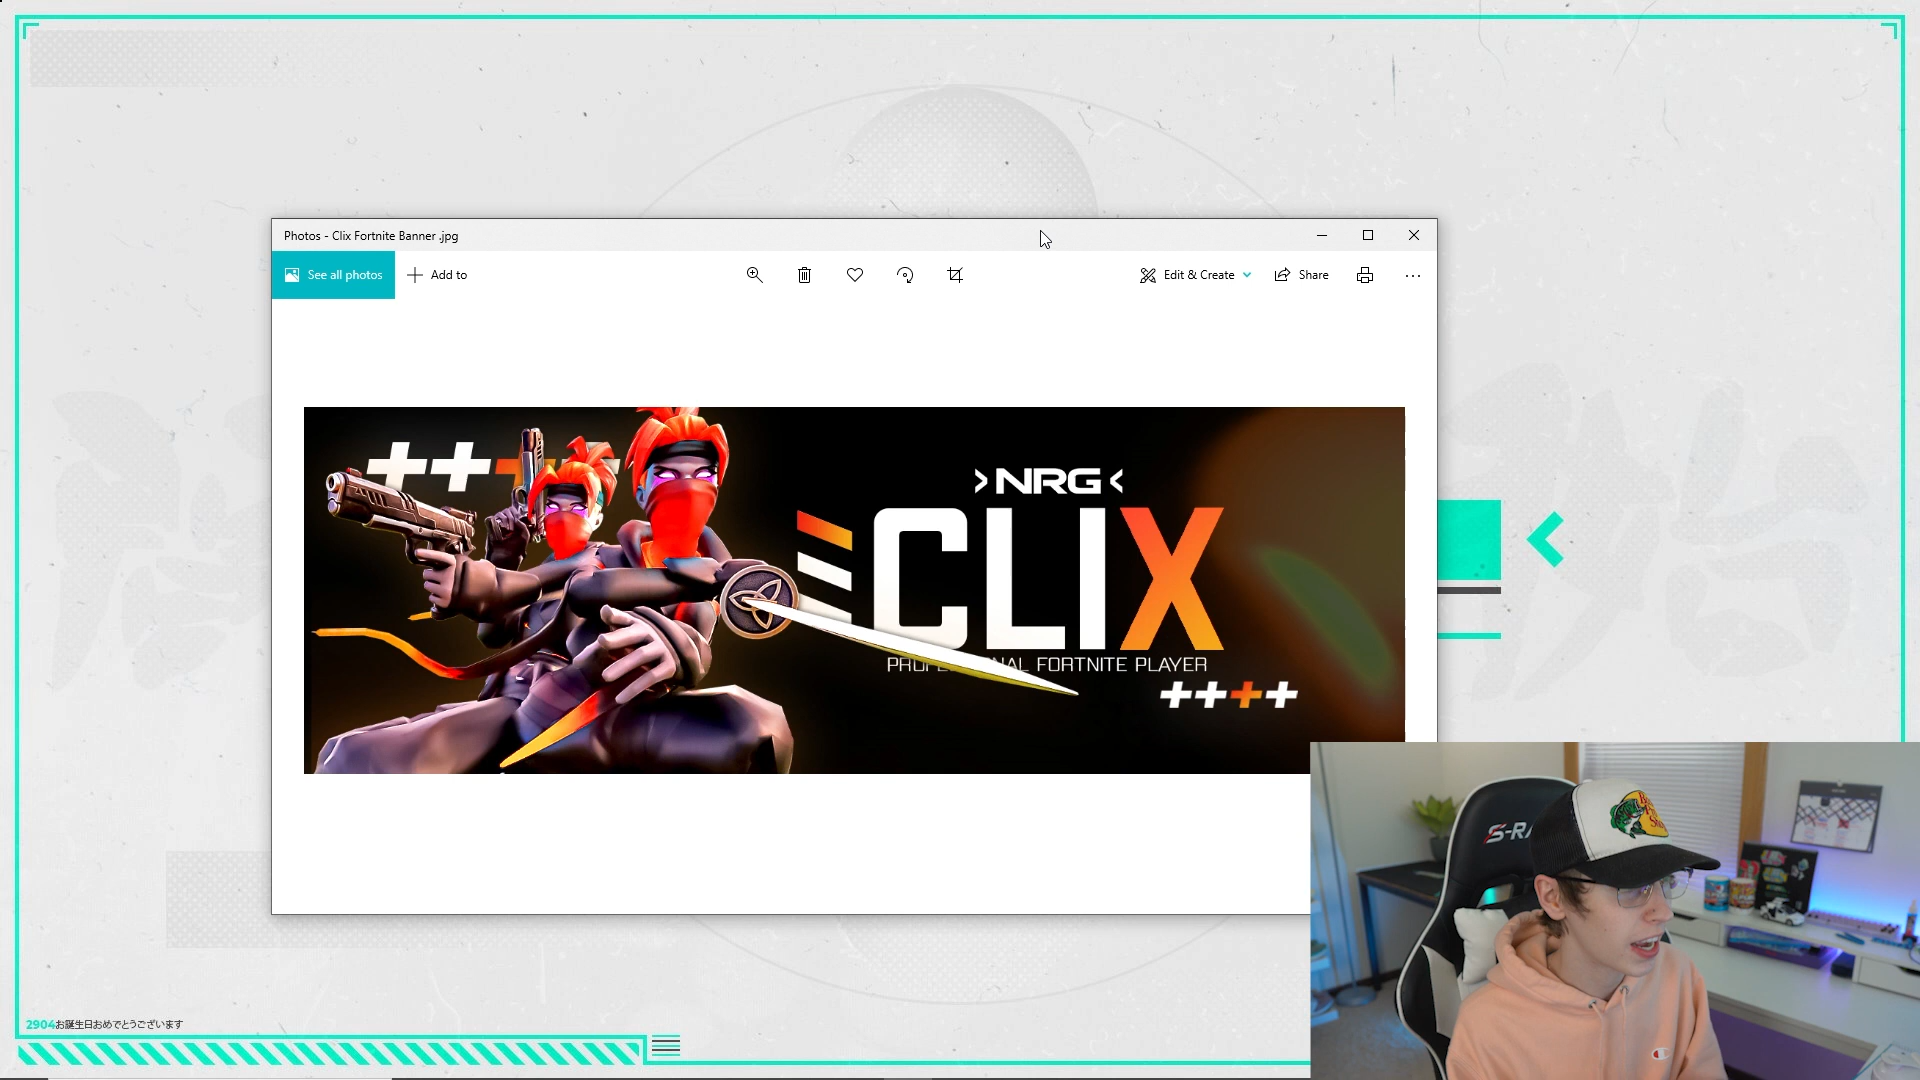 Photos - Clix Fortnite Banner .jpg
See all photos
Add to
Edit & Create
Share
NRG
CLIX
FORTNITE PLAYER
2904お誕生日おめでとうございます